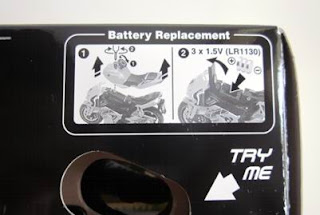 Battery Replacement
1
2 3 x 1.5V (LR1130)
TRY
ME